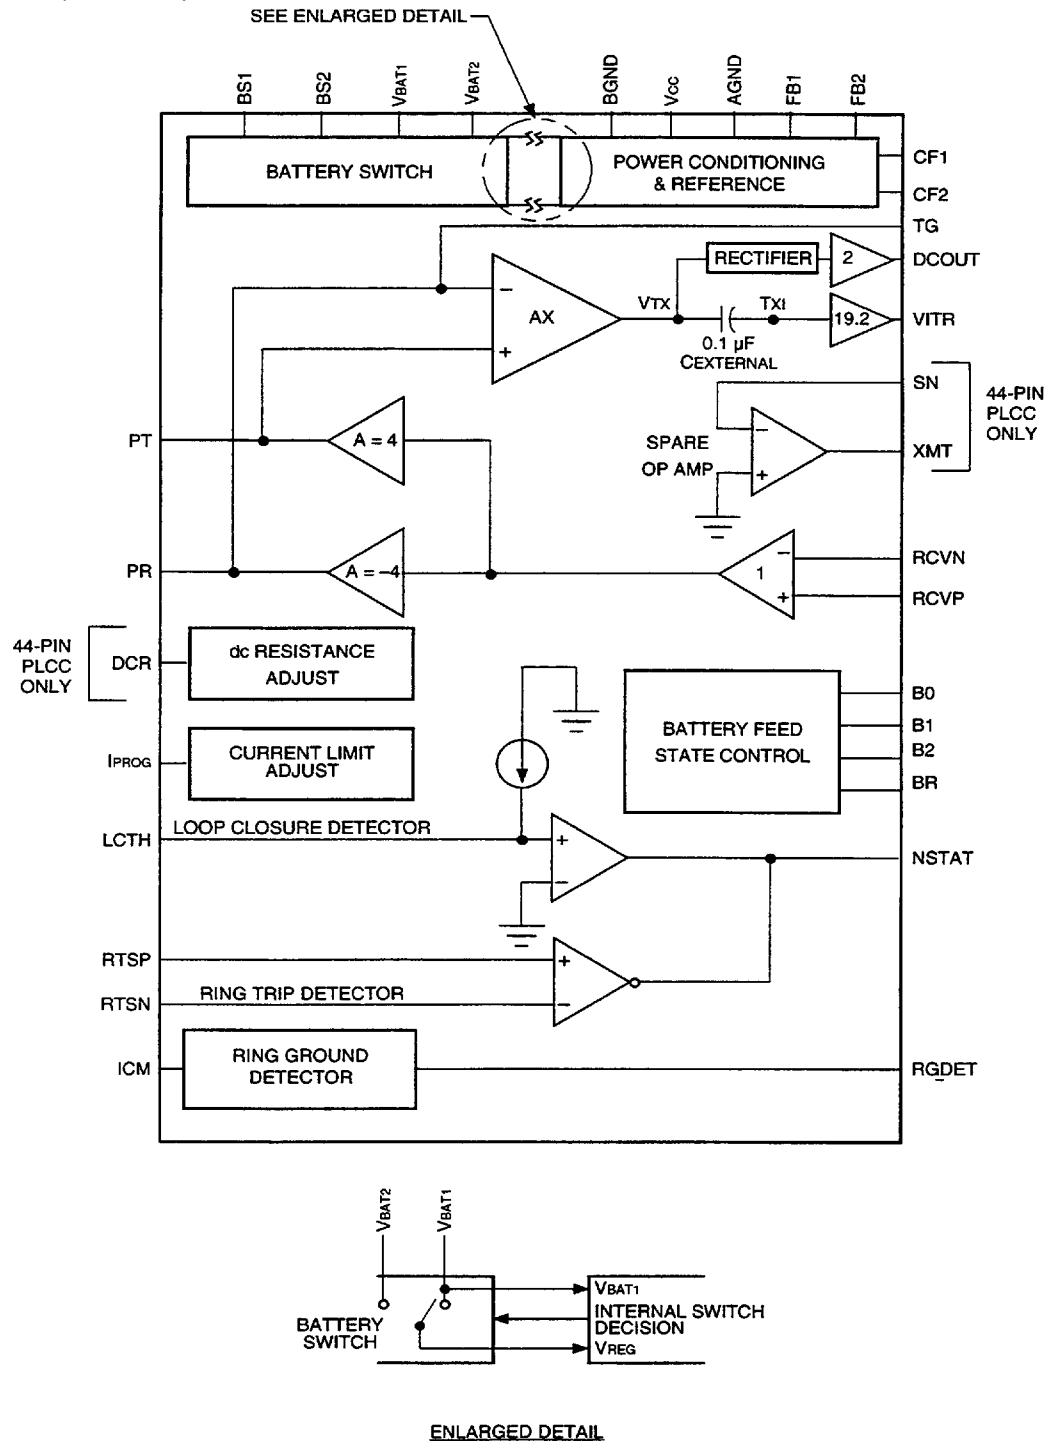 SEE ENLARGED DETAIL
BS1
BS2
VBAT1
VBAT2
BGND
VCC
AGND
FB1
FB2
BATTERY SWITCH
POWER CONDITIONING
& REFERENCE
CF1
CF2
TG
RECTIFIER
2
DCOUT
–
AX
+
VTX
TXI
0.1 µF
CEXTERNAL
19.2
VITR
SN
44-PIN
PLCC
ONLY
PT
A = 4
SPARE
OP AMP
–
+
XMT
PR
A = –4
1
–
+
RCVN
RCVP
44-PIN
PLCC
ONLY
DCR
dc RESISTANCE
ADJUST
IPROG
CURRENT LIMIT
ADJUST
BATTERY FEED
STATE CONTROL
B0
B1
B2
BR
LCTH
LOOP CLOSURE DETECTOR
+
–
NSTAT
RTSP
RTSN
RING TRIP DETECTOR
+
–
ICM
RING GROUND
DETECTOR
RGDET
VBAT2
VBAT1
BATTERY
SWITCH
VBAT1
INTERNAL SWITCH
DECISION
VREG
ENLARGED DETAIL